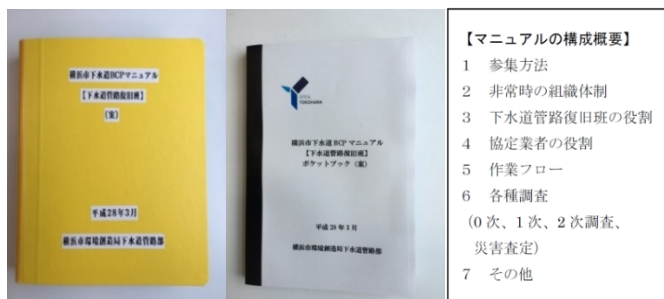 横浜市下水道BCPマニュアル
【下水道管路復旧班】
(案)
平成28年3月
横浜市環境創造局下水道管路部
OPEN
YOKOHAMA
横浜市下水道BCPマニュアル
【下水道管路復旧班】
ポケットブック(案)
平成28年3月
横浜市環境創造局下水道管路部
【マニュアルの構成概要】
1 参集方法
2 非常時の組織体制
3 下水道管路復旧班の役割
4 協定業者の役割
5 作業フロー
6 各種調査
(0次、1次、2次調査、
災害査定)
7 その他